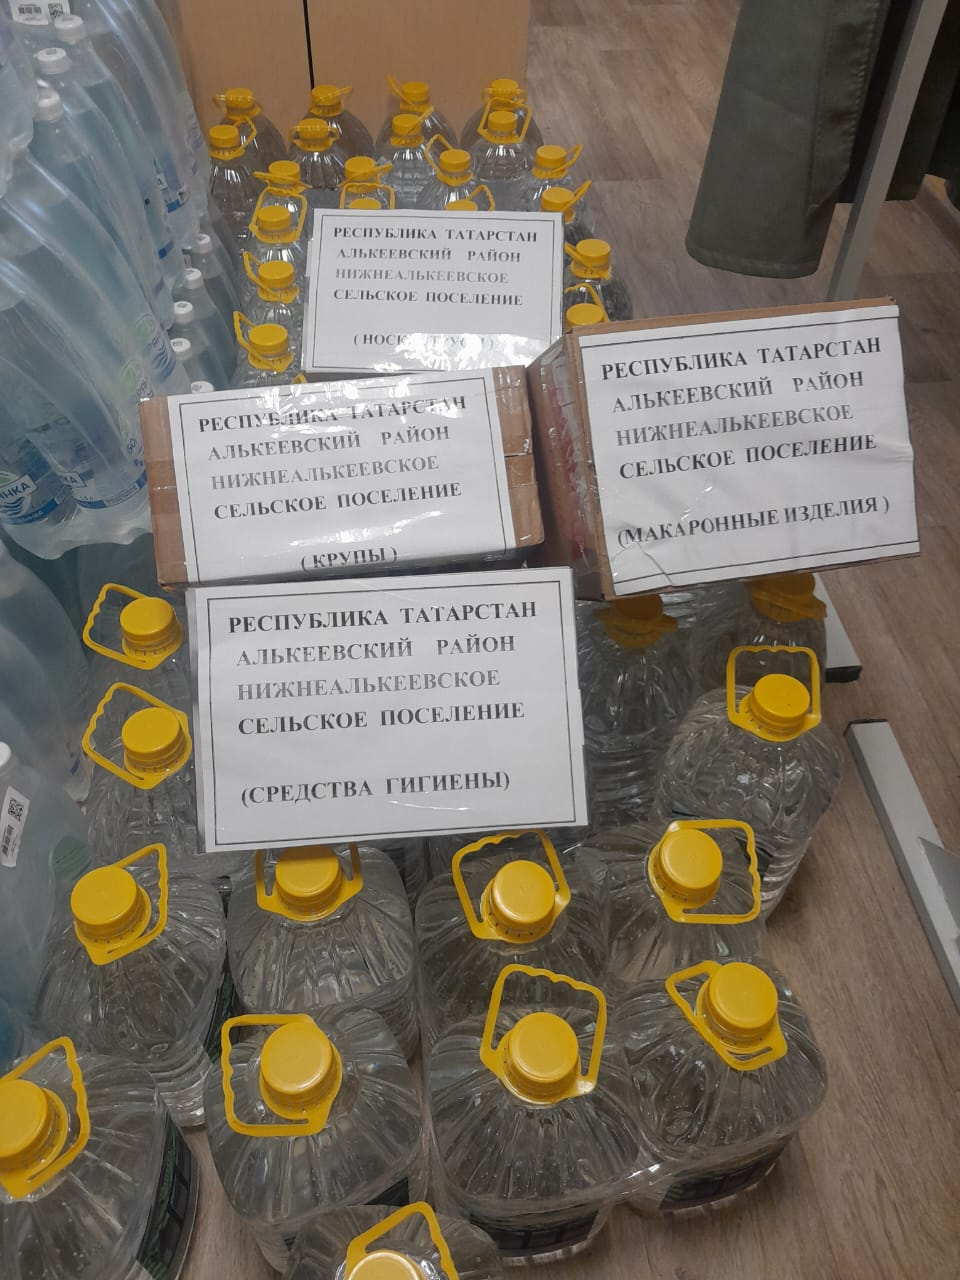 РЕСПУБЛИКА ТАТАРСТАН
АЛЬКЕЕВСКИЙ РАЙОН
НИЖНЕАЛЬКЕЕВСКОЕ
СЕЛЬСКОЕ ПОСЕЛЕНИЕ
РЕСПУБЛИКА ТАТАРСТАН
АЛЬКЕЕВСКИЙ РАЙОН
НИЖНЕАЛЬКЕЕВСКОЕ
СЕЛЬСКОЕ ПОСЕЛЕНИЕ
(МАКАРОННЫЕ ИЗДЕЛИЯ)
РЕСПУБЛИКА ТАТАРСТАН
АЛЬКЕЕВСКИЙ РАЙОН
НИЖНЕАЛЬКЕЕВСКОЕ
СЕЛЬСКОЕ ПОСЕЛЕНИЕ
(КРУПЫ)
РЕСПУБЛИКА ТАТАРСТАН
АЛЬКЕЕВСКИЙ РАЙОН
НИЖНЕАЛЬКЕЕВСКОЕ
СЕЛЬСКОЕ ПОСЕЛЕНИЕ
(СРЕДСТВА ГИГИЕНЫ)